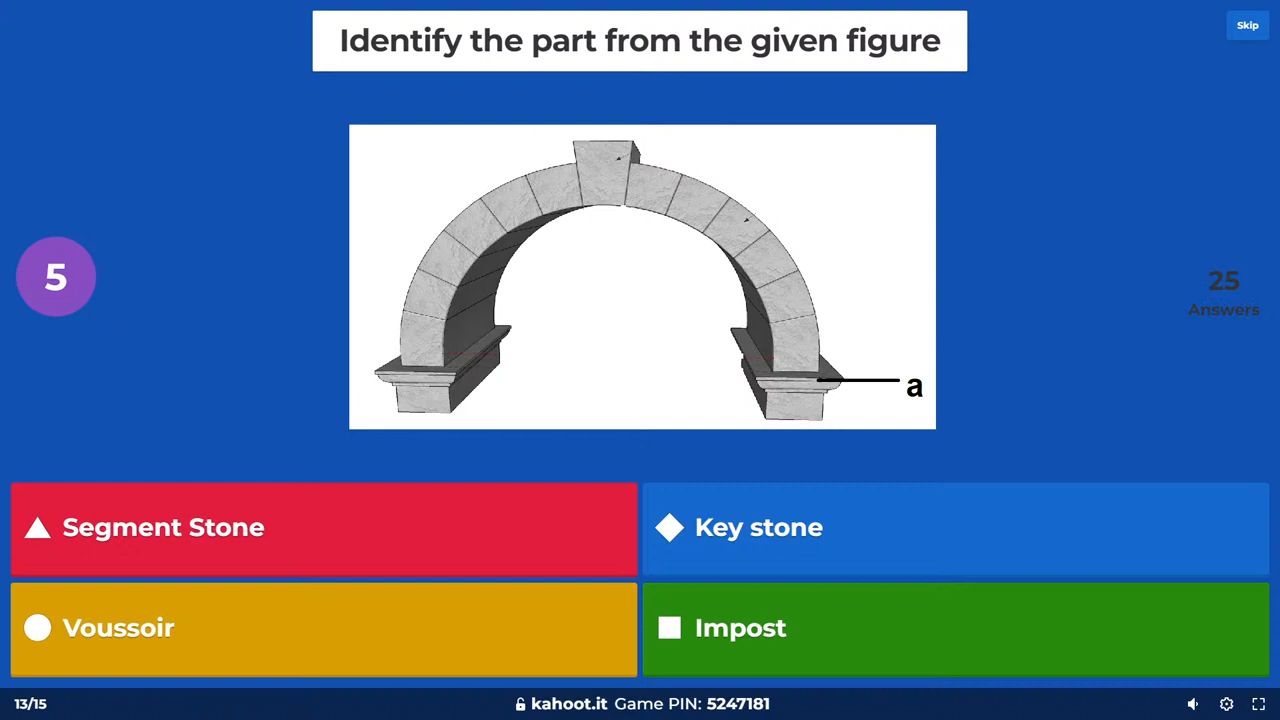 Identify the part from the given figure
Skip
5
25
Answers
a
Segment Stone
Key stone
Voussoir
Impost
13/15
kahoot.it Game PIN: 5247181